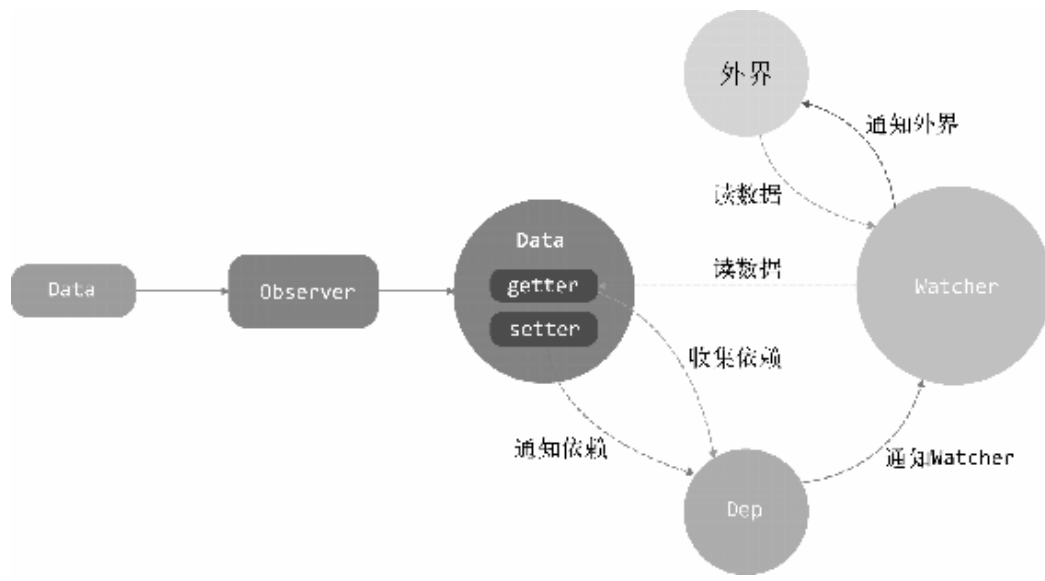 外界
通知外界
读数据
Data
读数据
getter
Watcher
Data
Observer
setter
收集依赖
通知依赖
通知Watcher
Dep